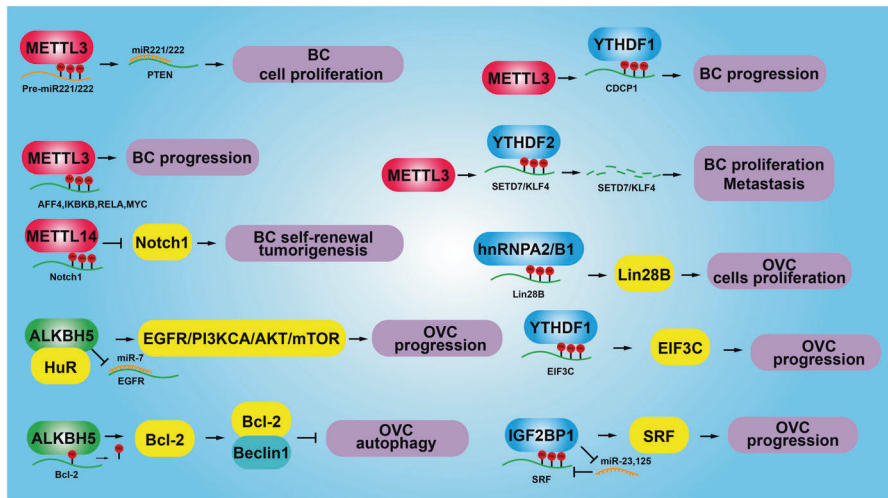 METTL3
Pre-miR221/222
miR221/222
PTEN
BC
cell proliferation
METTL3
YTHDF1
CDCP1
BC progression
METTL3
AFF4,IKBKB,RELA,MYC
BC progression
METTL3
YTHDF2
SETD7/KLF4
SETD7/KLF4
BC proliferation
Metastasis
METTL14
Notch1
Notch1
BC self-renewal
tumorigenesis
hnRNPA2/B1
Lin28B
Lin28B
OVC
cells proliferation
ALKBH5
HuR
miR-7
EGFR
EGFR/PI3KCA/AKT/mTOR
OVC
progression
YTHDF1
EIF3C
EIF3C
OVC
progression
ALKBH5
Bcl-2
Bcl-2
Bcl-2
Beclin1
OVC
autophagy
IGF2BP1
SRF
miR-23,125
SRF
OVC
progression